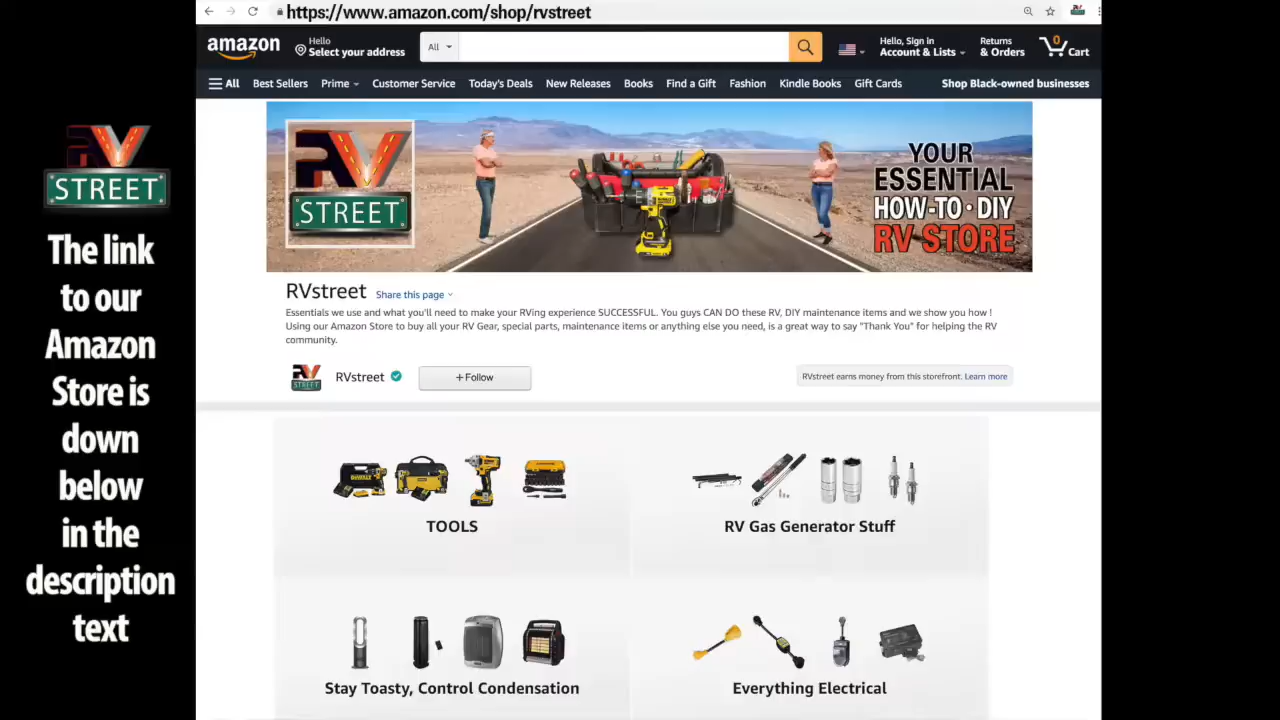 https://www.amazon.com/shop/rvstreet
amazon
Hello
Select your address
All
Hello, Sign in
Account & Lists
Returns
& Orders
0
Cart
All
Best Sellers
Prime
Customer Service
Today's Deals
New Releases
Books
Find a Gift
Fashion
Kindle Books
Gift Cards
Shop Black-owned businesses
RV
STREET
The link
to our
Amazon
Store is
down
below
in the
description
text
RV
STREET
YOUR
ESSENTIAL
HOW-TO • DIY
RV STORE
RVstreet
Share this page
Essentials we use and what you'll need to make your RVing experience SUCCESSFUL. You guys CAN DO these RV, DIY maintenance items and we show you how !
Using our Amazon Store to buy all your RV Gear, special parts, maintenance items or anything else you need, is a great way to say "Thank You" for helping the RV
community.
RV
STREET
RVstreet
+ Follow
RVstreet earns money from this storefront. Learn more
TOOLS
RV Gas Generator Stuff
Stay Toasty, Control Condensation
Everything Electrical